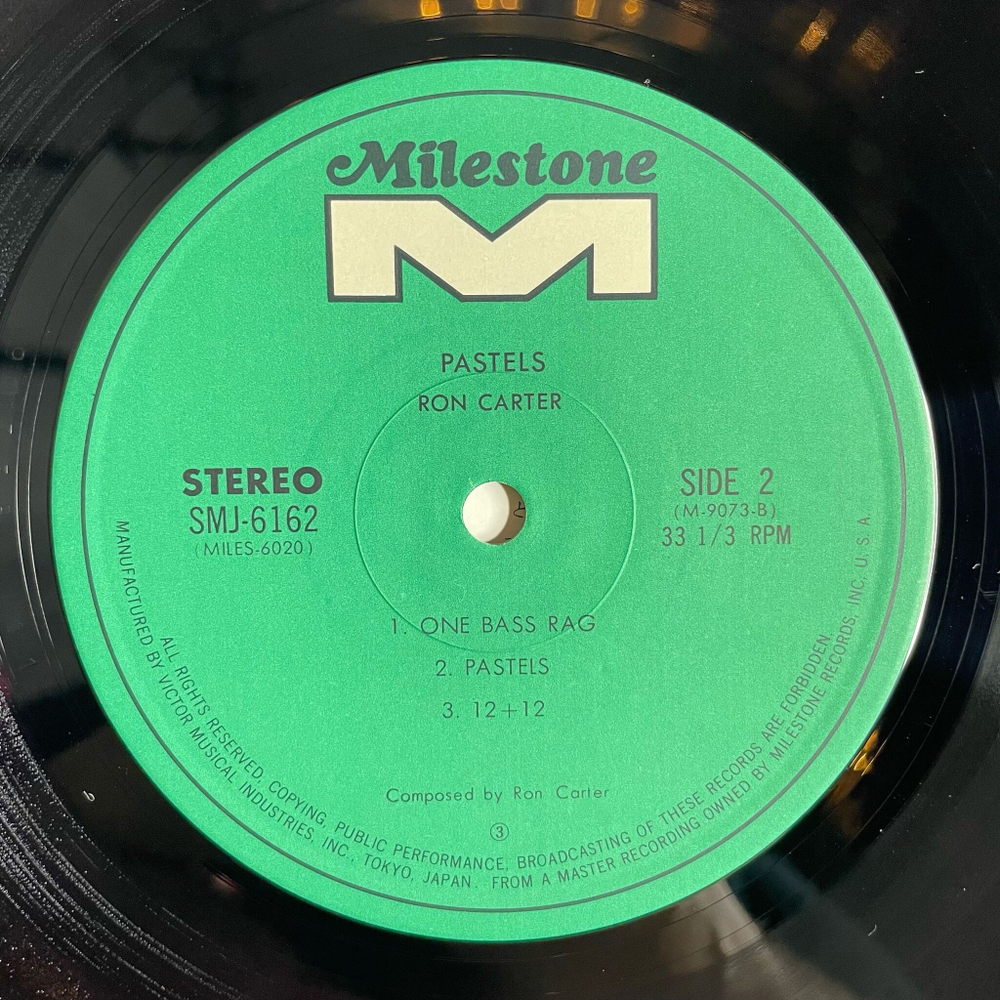 Milestone
PASTELS
RON CARTER
STEREO
SMJ-6162
(MILES-6020)
SIDE 2
(M-9073-B)
33 1/3 RPM
1. ONE BASS RAG
2. PASTELS
3. 12+12
Composed by Ron Carter
③
ALL RIGHTS RESERVED. COPYING, PUBLIC PERFORMANCE, BROADCASTING OF THESE RECORDS ARE FORBIDDEN.
MANUFACTURED BY VICTOR MUSICAL INDUSTRIES, INC., TOKYO, JAPAN. FROM A MASTER RECORDING OWNED BY MILESTONE RECORDS, INC, U.S.A.